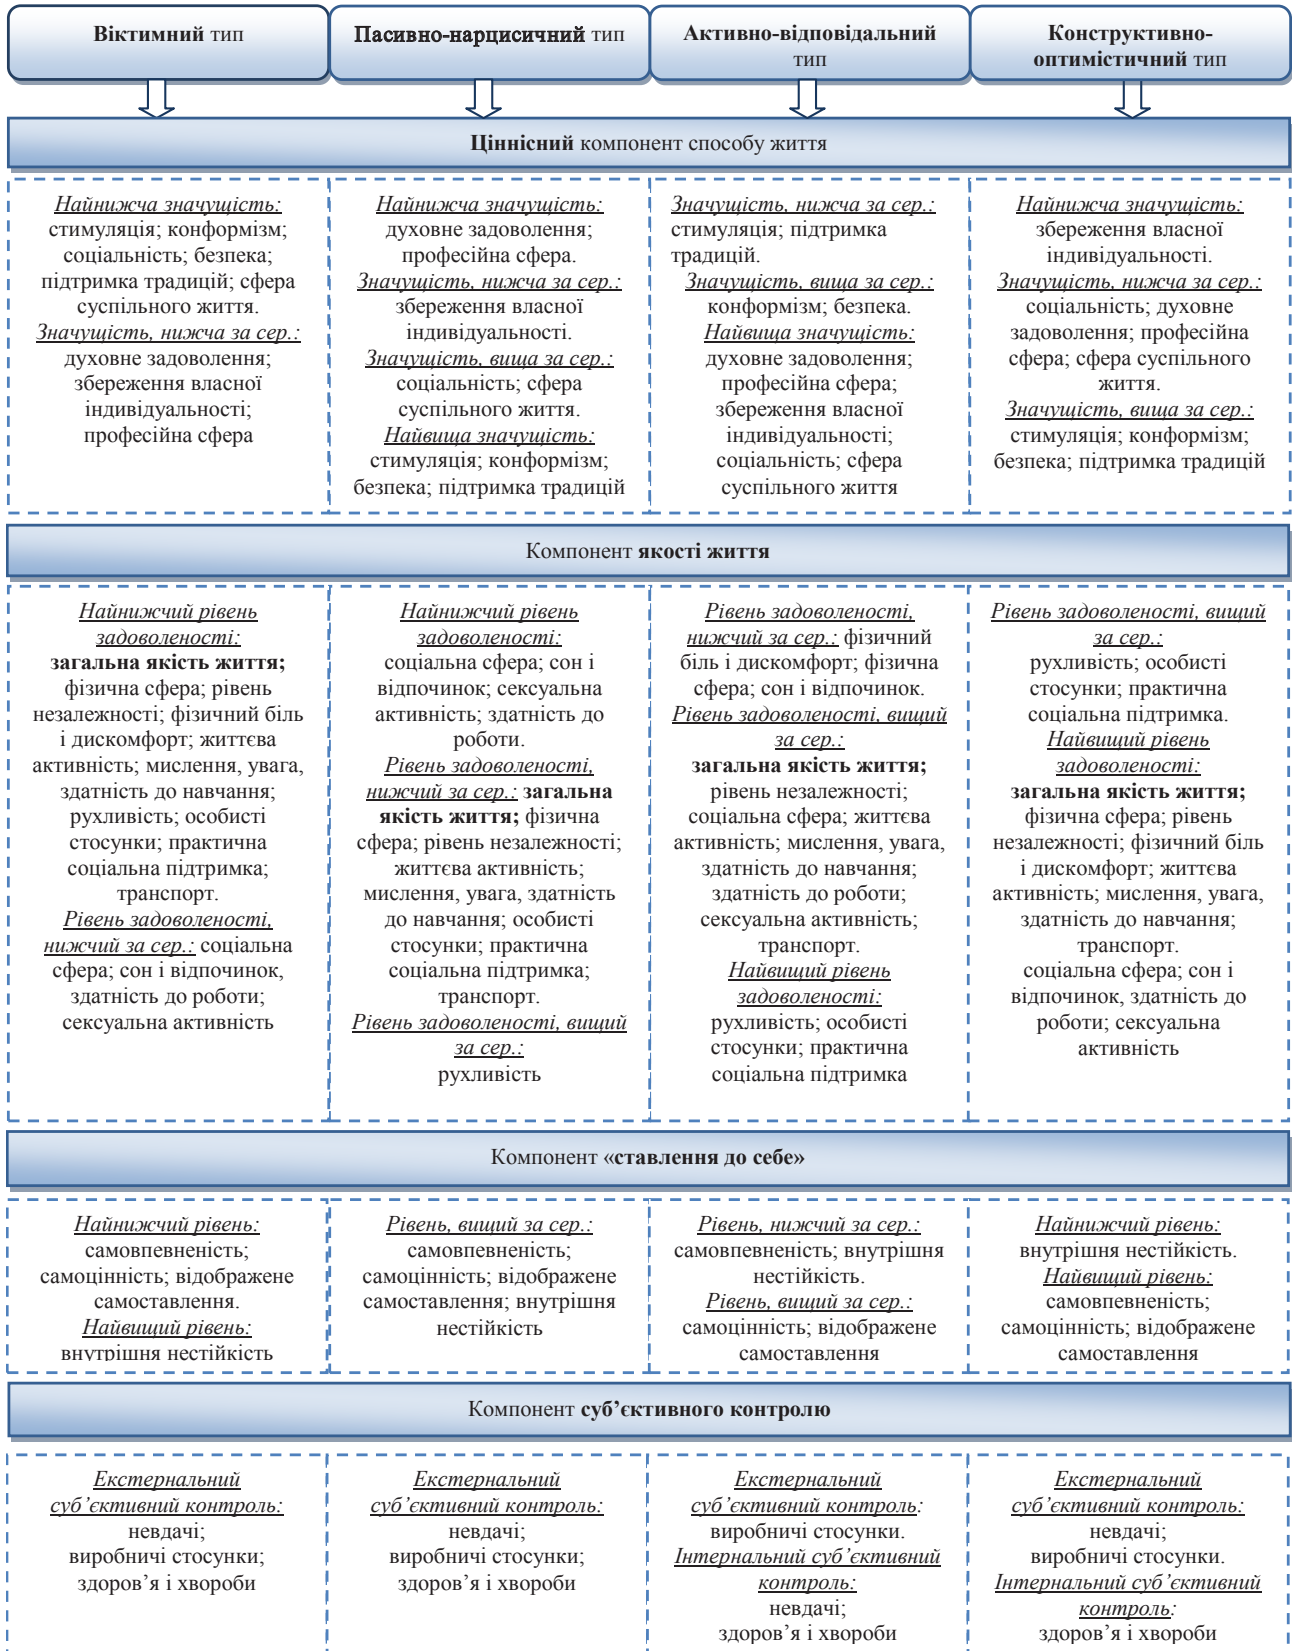 Віктимний тип
Пасивно-нарцисичний тип
Активно-відповідальний
тип
Конструктивно-
оптимістичний тип
Ціннісний компонент способу життя
Найнижча значущість:
стимуляція; конформізм;
соціальність; безпека;
підтримка традицій; сфера
суспільного життя.
Значущість, нижча за сер.:
духовне задоволення;
збереження власної
індивідуальності;
професійна сфера
Найнижча значущість:
духовне задоволення;
професійна сфера.
Значущість, нижча за сер.:
збереження власної
індивідуальності.
Значущість, вища за сер.:
соціальність; сфера
суспільного життя.
Найвища значущість:
стимуляція; конформізм;
безпека; підтримка традицій
Значущість, нижча за сер.:
стимуляція; підтримка
традицій.
Значущість, вища за сер.:
конформізм; безпека.
Найвища значущість:
духовне задоволення;
професійна сфера;
збереження власної
індивідуальності;
соціальність; сфера
суспільного життя
Найнижча значущість:
збереження власної
індивідуальності.
Значущість, нижча за сер.:
соціальність; духовне
задоволення; професійна
сфера; сфера суспільного
життя.
Значущість, вища за сер.:
стимуляція; конформізм;
безпека; підтримка традицій
Компонент якості життя
Найнижчий рівень
задоволеності:
загальна якість життя;
фізична сфера; рівень
незалежності; фізичний біль
і дискомфорт; життєва
активність; мислення, увага,
здатність до навчання;
рухливість; особисті
стосунки; практична
соціальна підтримка;
транспорт.
Рівень задоволеності,
нижчий за сер.: соціальна
сфера; сон і відпочинок,
здатність до роботи;
сексуальна активність
Найнижчий рівень
задоволеності:
соціальна сфера; сон і
відпочинок; сексуальна
активність; здатність до
роботи.
Рівень задоволеності,
нижчий за сер.: загальна
якість життя; фізична
сфера; рівень незалежності;
життєва активність;
мислення, увага, здатність
до навчання; особисті
стосунки; практична
соціальна підтримка;
транспорт.
Рівень задоволеності, вищий
за сер.:
рухливість
Рівень задоволеності,
нижчий за сер.: фізичний
біль і дискомфорт; фізична
сфера; сон і відпочинок.
Рівень задоволеності, вищий
за сер.:
загальна якість життя;
рівень незалежності;
соціальна сфера; життєва
активність; мислення, увага,
здатність до навчання;
здатність до роботи;
сексуальна активність;
транспорт.
Найвищий рівень
задоволеності:
рухливість; особисті
стосунки; практична
соціальна підтримка
Рівень задоволеності, вищий
за сер.:
рухливість; особисті
стосунки; практична
соціальна підтримка.
Найвищий рівень
задоволеності:
загальна якість життя;
фізична сфера; рівень
незалежності; фізичний біль
і дискомфорт; життєва
активність; мислення, увага,
здатність до навчання;
транспорт.
соціальна сфера; сон і
відпочинок, здатність до
роботи; сексуальна
активність
Компонент «ставлення до себе»
Найнижчий рівень:
самовпевненість;
самоцінність; відображене
самоставлення.
Найвищий рівень:
внутрішня нестійкість
Рівень, вищий за сер.:
самовпевненість;
самоцінність; відображене
самоставлення; внутрішня
нестійкість
Рівень, нижчий за сер.:
самовпевненість; внутрішня
нестійкість.
Рівень, вищий за сер.:
самоцінність; відображене
самоставлення
Найнижчий рівень:
внутрішня нестійкість.
Найвищий рівень:
самовпевненість;
самоцінність; відображене
самоставлення
Компонент суб’єктивного контролю
Екстернальний
суб’єктивний контроль:
невдачі;
виробничі стосунки;
здоров’я і хвороби
Екстернальний
суб’єктивний контроль:
невдачі;
виробничі стосунки;
здоров’я і хвороби
Екстернальний
суб’єктивний контроль:
виробничі стосунки.
Інтернальний суб’єктивний
контроль:
невдачі;
здоров’я і хвороби
Екстернальний
суб’єктивний контроль:
невдачі;
виробничі стосунки.
Інтернальний суб’єктивний
контроль:
здоров’я і хвороби